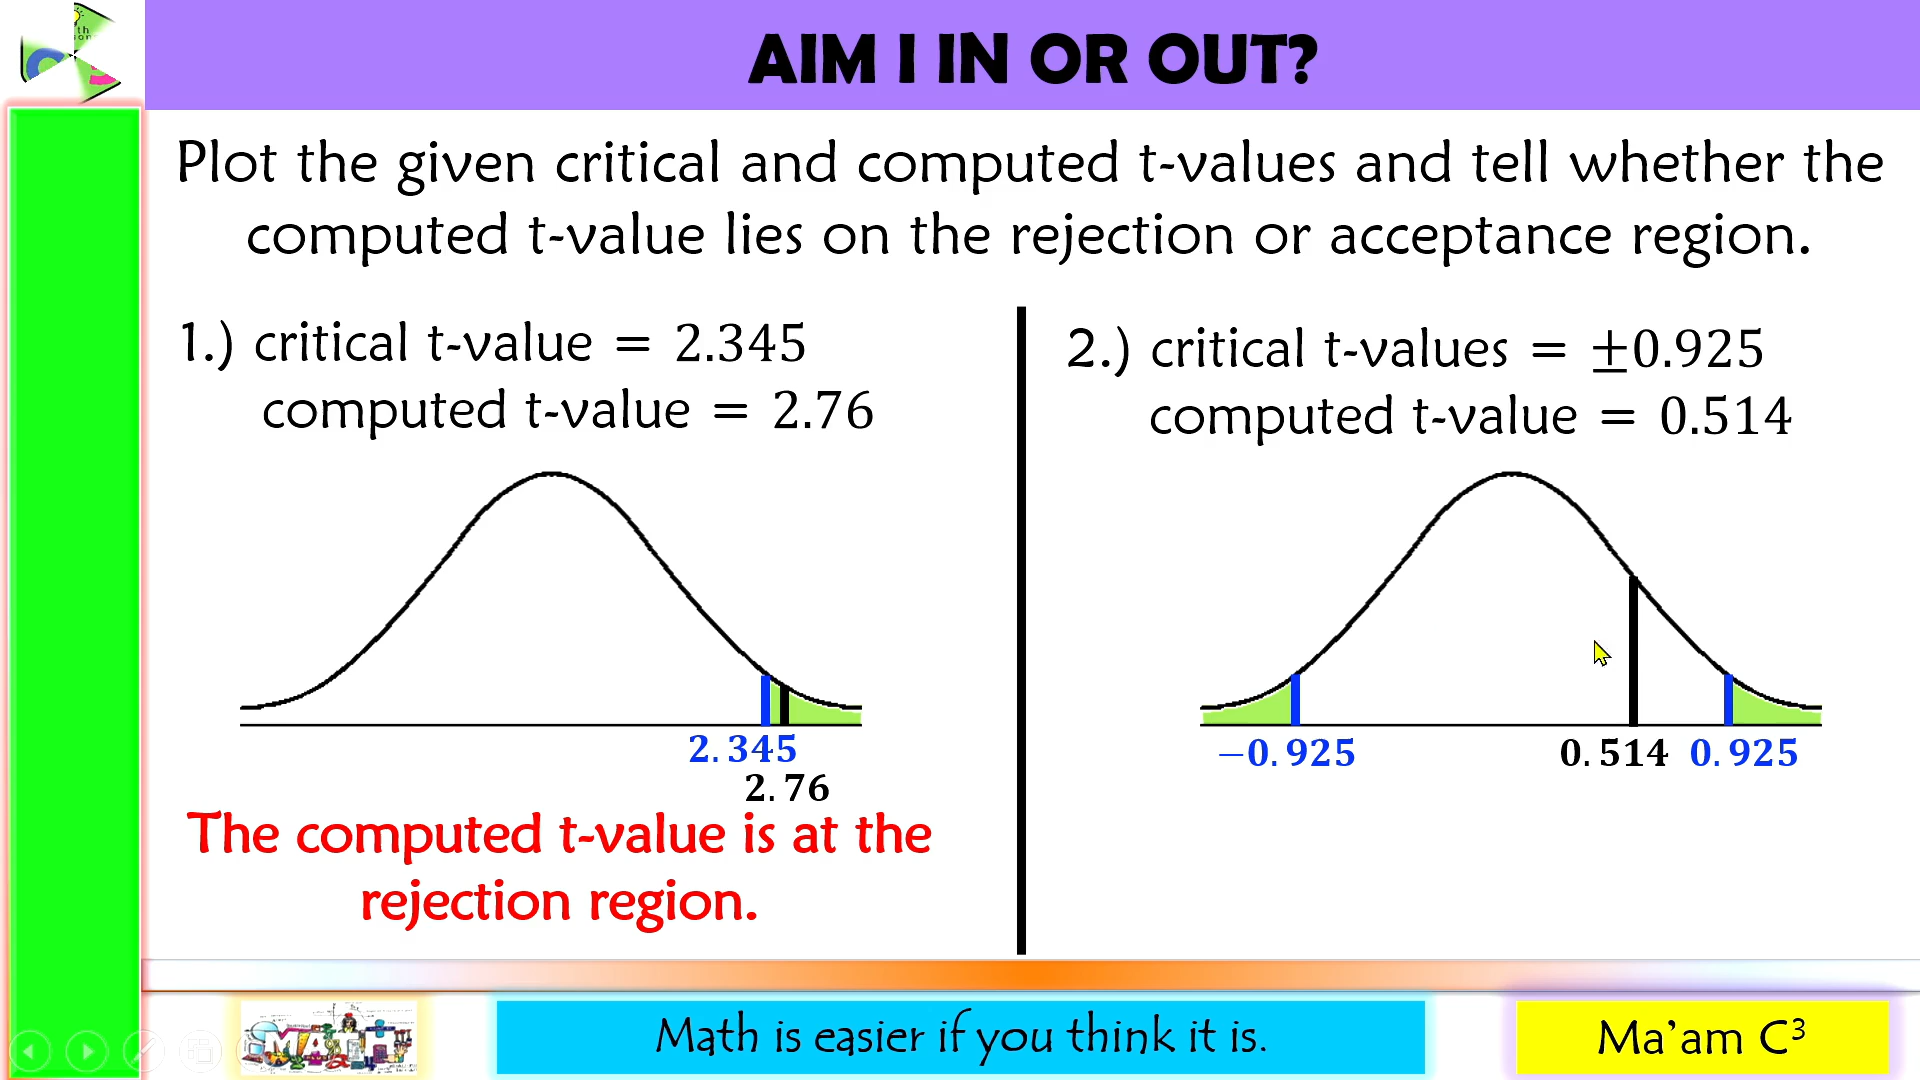 AIM I IN OR OUT?
Plot the given critical and computed t-values and tell whether the
computed t-value lies on the rejection or acceptance region.
1.) critical t-value = 2.345
computed t-value = 2.76
2.345
2.76
The computed t-value is at the
rejection region.
2.) critical t-values = ±0.925
computed t-value = 0.514
−0.925
0.514
0.925
MATH
Math is easier if you think it is.
Ma'am C³